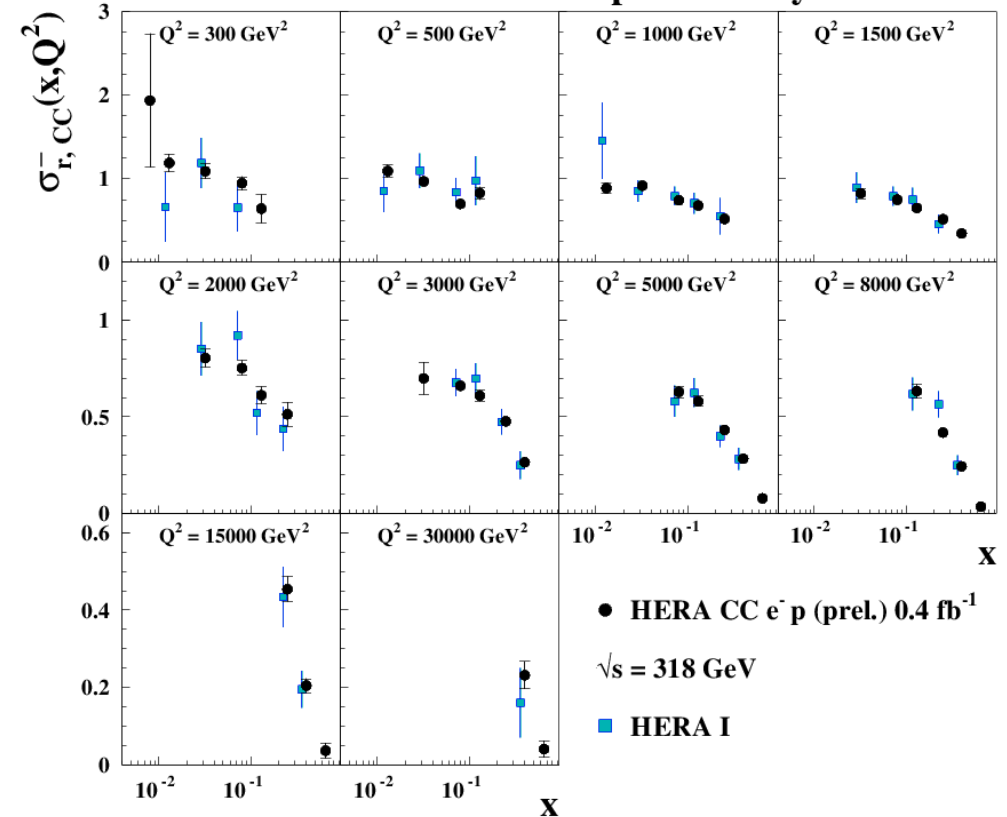 σ⁻r, CC(x,Q²)
3
Q² = 300 GeV² Q² = 500 GeV² Q² = 1000 GeV² Q² = 1500 GeV²
2
1
0
Q² = 2000 GeV² Q² = 3000 GeV² Q² = 5000 GeV² Q² = 8000 GeV²
1
0.5
0
Q² = 15000 GeV² Q² = 30000 GeV² 10⁻² 10⁻¹ 10⁻² 10⁻¹
0.6
x
HERA CC e⁻ p (prel.) 0.4 fb⁻¹
0.4
√s = 318 GeV
0.2
HERA I
0
10⁻² 10⁻¹ 10⁻² 10⁻¹
x